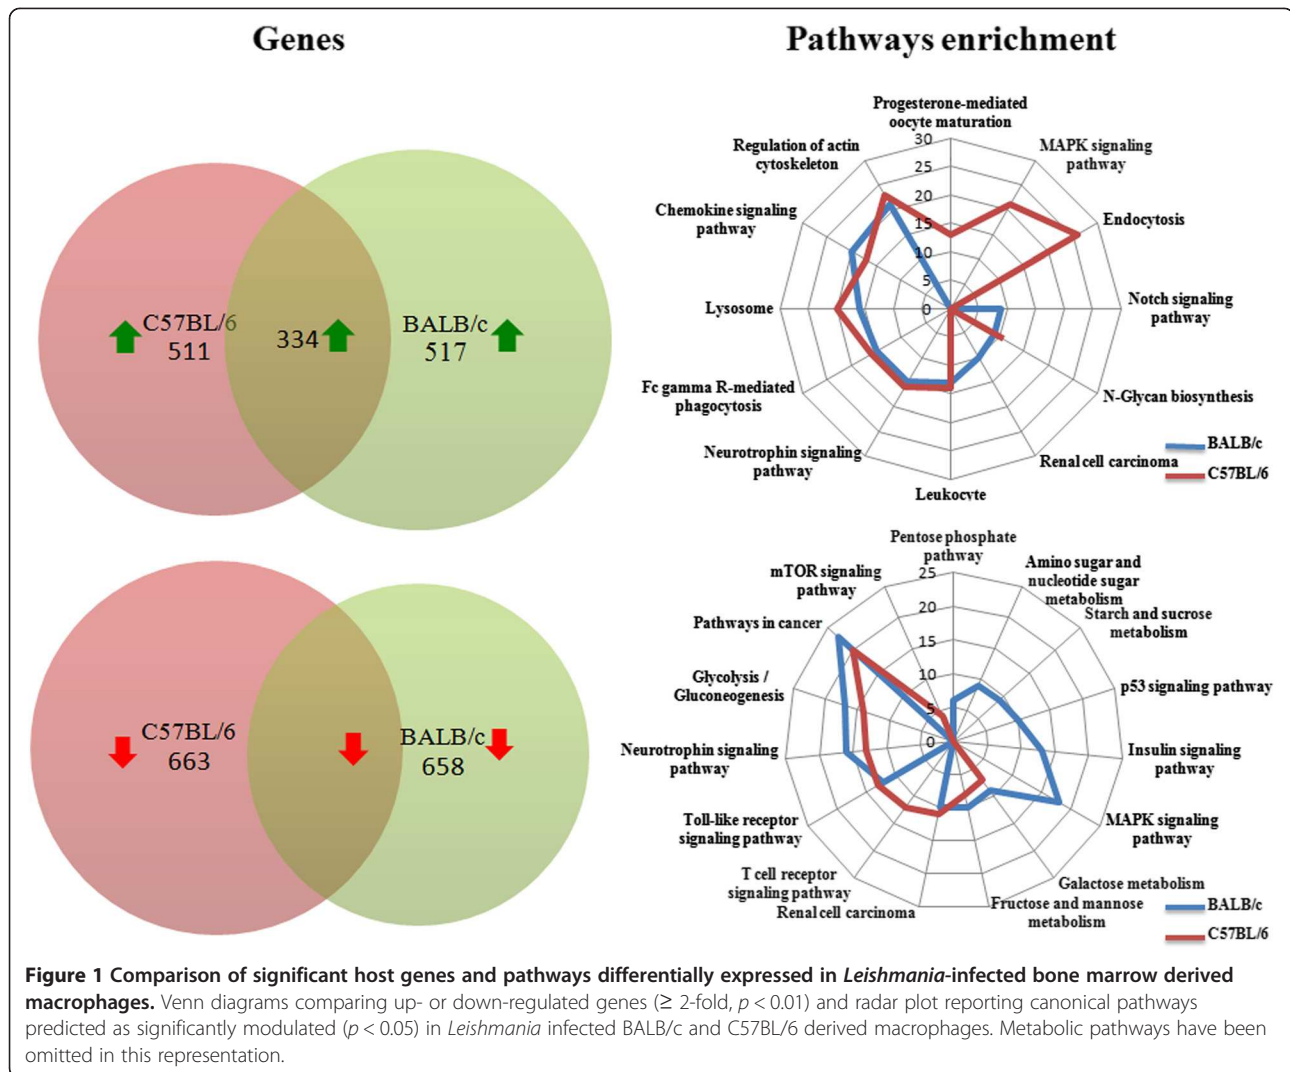 Genes
Pathways enrichment
C57BL/6
511
334
BALB/c
517
Progesterone-mediated
oocyte maturation
MAPK signaling
pathway
Endocytosis
Notch signaling
pathway
N-Glycan biosynthesis
Renal cell carcinoma
Leukocyte
Neurotrophin signaling
pathway
Fc gamma R-mediated
phagocytosis
Lysosome
Chemokine signaling
pathway
Regulation of actin
cytoskeleton
30
25
20
15
10
5
0
BALB/c
C57BL/6
C57BL/6
663
BALB/c
658
Pentose phosphate
pathway
Amino sugar and
nucleotide sugar
metabolism
Starch and sucrose
metabolism
p53 signaling pathway
Insulin signaling
pathway
MAPK signaling
pathway
Galactose metabolism
Fructose and mannose
metabolism
Renal cell carcinoma
T cell receptor
signaling pathway
Toll-like receptor
signaling pathway
Neurotrophin signaling
pathway
Glycolysis /
Gluconeogenesis
Pathways in cancer
mTOR signaling
pathway
25
20
15
10
5
0
BALB/c
C57BL/6
Figure 1 Comparison of significant host genes and pathways differentially expressed in Leishmania-infected bone marrow derived
macrophages. Venn diagrams comparing up- or down-regulated genes (≥ 2-fold, p < 0.01) and radar plot reporting canonical pathways
predicted as significantly modulated (p < 0.05) in Leishmania infected BALB/c and C57BL/6 derived macrophages. Metabolic pathways have been
omitted in this representation.